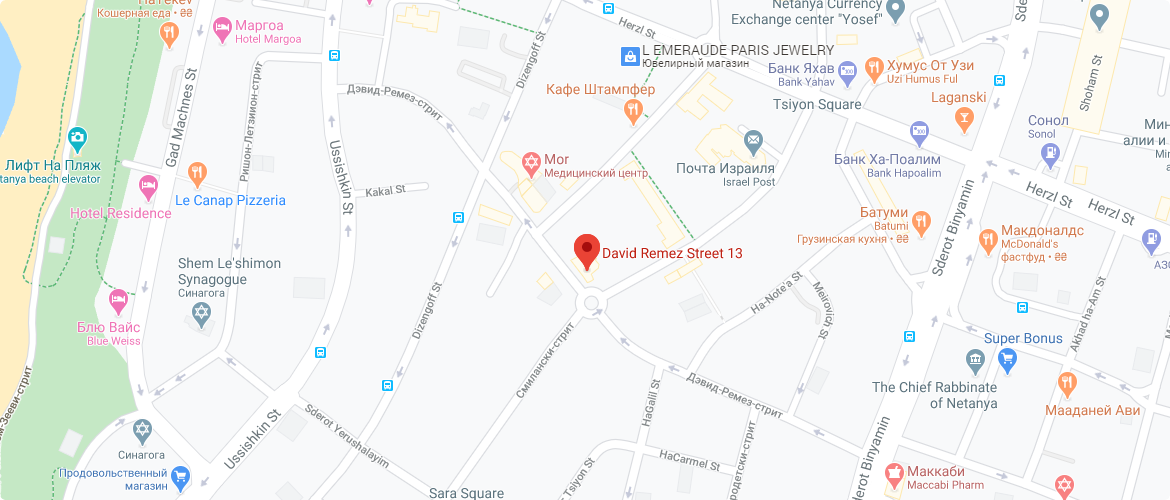 HaPekev
Кошерная еда • ₴₴
Маргоа
Hotel Margoa
Herzl St
Netanya Currency
Exchange center "Yosef"
L EMERAUDE PARIS JEWELRY
Ювелирный магазин
Банк Яхав
Bank Yahav
Хумус От Узи
Uzi Humus Ful
Shoham St
Dizengoff St
Gad Machnes St
Ришон-Летзийон-стрит
Дэвид-Ремез-стрит
Кафе Штампфер
Tsiyon Square
Laganski
Сонол
Sonol
Лифт На Пляж
tanya beach elevator
Ussishkin St
Mor
Медицинский центр
Почта Израиля
Israel Post
Банк Ха-Поалим
Bank Hapoalim
Le Canap Pizzeria
Hotel Residence
Kakal St
Herzl St
Herzl St
Sderot Binyamin
Батуми
Batumi
Грузинская кухня • ₴₴
Макдоналдс
McDonald's
фастфуд • ₴₴
David Remez Street 13
Shem Le'shimon
Synagogue
Синагога
Блю Вайс
Blue Weiss
Dizengoff St
Ha-Note'a St
Meirovich St
Akhad ha-Am St
Super Bonus
Смилански-стрит
The Chief Rabbinate
of Netanya
Дэвид-Ремез-стрит
HaGalil St
Мааданей Ави
Sderot Yerushalayim
Ussishkin St
Синагога
Продовольственный
магазин
HaCarmel St
Tsiyon St
Sara Square
Sderot Binyamin
Маккаби
Maccabi Pharm